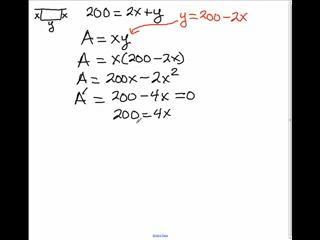 x x 200 = 2x + y y = 200 - 2x
y
A = xy
A = x(200 - 2x)
A = 200x - 2x²
A' = 200 - 4x = 0
200 = 4x